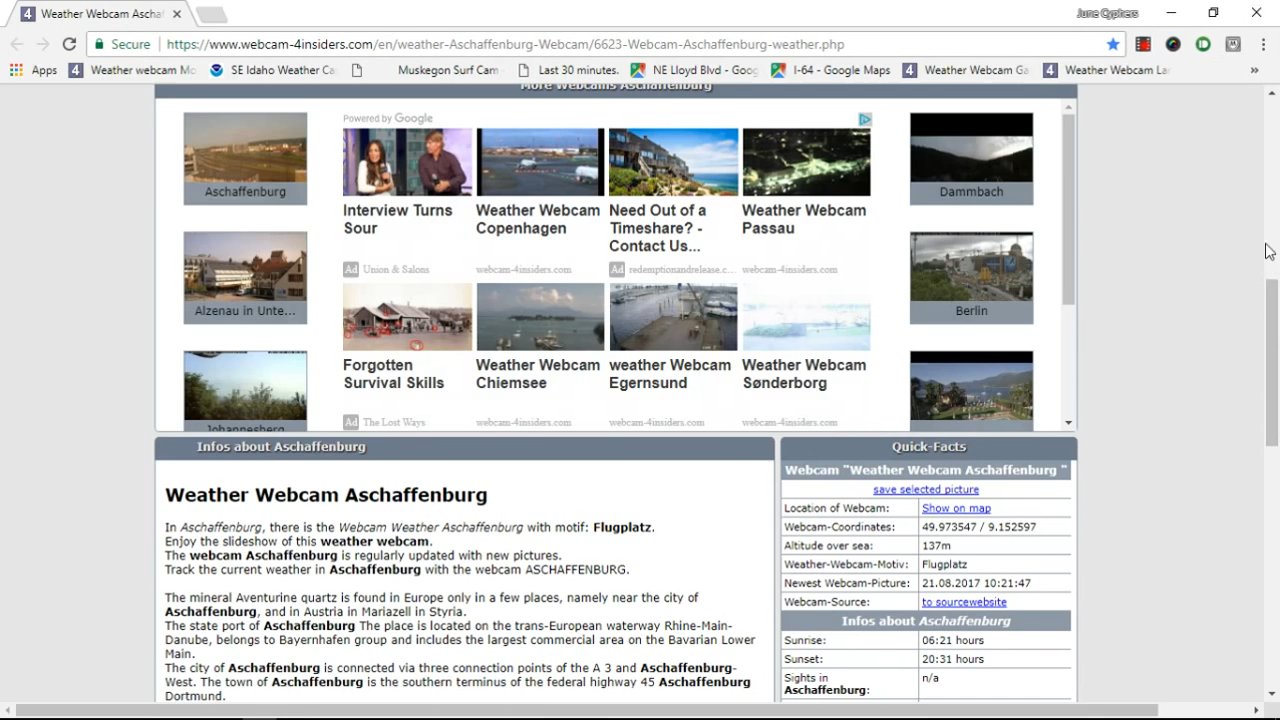 Weather Webcam Ascha
June Cyphers
Secure
https://www.webcam-4insiders.com/en/weather-Aschaffenburg-Webcam/6623-Webcam-Aschaffenburg-weather.php
Apps
Weather webcam Mo
SE Idaho Weather Ca
Muskegon Surf Cam
Last 30 minutes.
NE Lloyd Blvd - Goog
I-64 - Google Maps
Weather Webcam Ga
Weather Webcam La
»
More Webcams Aschaffenburg
Aschaffenburg
Alzenau in Unte...
Johannesberg
Powered by Google
Interview Turns
Sour
Ad Union & Salons
Weather Webcam
Copenhagen
webcam-4insiders.com
Need Out of a
Timeshare? -
Contact Us...
Ad redemptionandrelease.c...
Weather Webcam
Passau
webcam-4insiders.com
Forgotten
Survival Skills
Ad The Lost Ways
Weather Webcam
Chiemsee
webcam-4insiders.com
weather Webcam
Egernsund
webcam-4insiders.com
Weather Webcam
Sønderborg
webcam-4insiders.com
Dammbach
Berlin
Infos about Aschaffenburg
Weather Webcam Aschaffenburg
In Aschaffenburg, there is the Webcam Weather Aschaffenburg with motif: Flugplatz.
Enjoy the slideshow of this weather webcam.
The webcam Aschaffenburg is regularly updated with new pictures.
Track the current weather in Aschaffenburg with the webcam ASCHAFFENBURG.
The mineral Aventurine quartz is found in Europe only in a few places, namely near the city of
Aschaffenburg, and in Austria in Mariazell in Styria.
The state port of Aschaffenburg The place is located on the trans-European waterway Rhine-Main-
Danube, belongs to Bayernhafen group and includes the largest commercial area on the Bavarian Lower
Main.
The city of Aschaffenburg is connected via three connection points of the A 3 and Aschaffenburg-
West. The town of Aschaffenburg is the southern terminus of the federal highway 45 Aschaffenburg
Dortmund.
Quick-Facts
Webcam "Weather Webcam Aschaffenburg "
save selected picture
Location of Webcam: Show on map
Webcam-Coordinates: 49.973547 / 9.152597
Altitude over sea: 137m
Weather-Webcam-Motiv: Flugplatz
Newest Webcam-Picture: 21.08.2017 10:21:47
Webcam-Source: to sourcewebsite
Infos about Aschaffenburg
Sunrise: 06:21 hours
Sunset: 20:31 hours
Sights in n/a
Aschaffenburg: